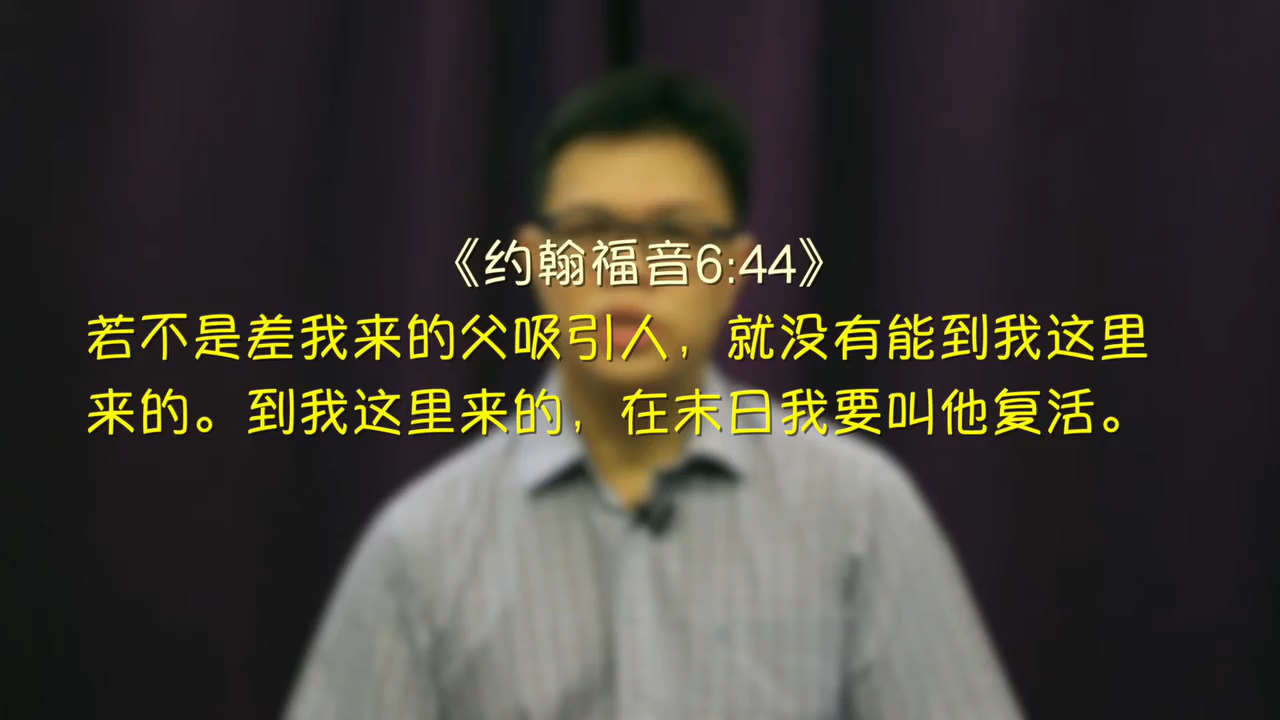 《约翰福音6:44》
若不是差我来的父吸引人，就没有能到我这里
来的。到我这里来的，在末日我要叫他复活。